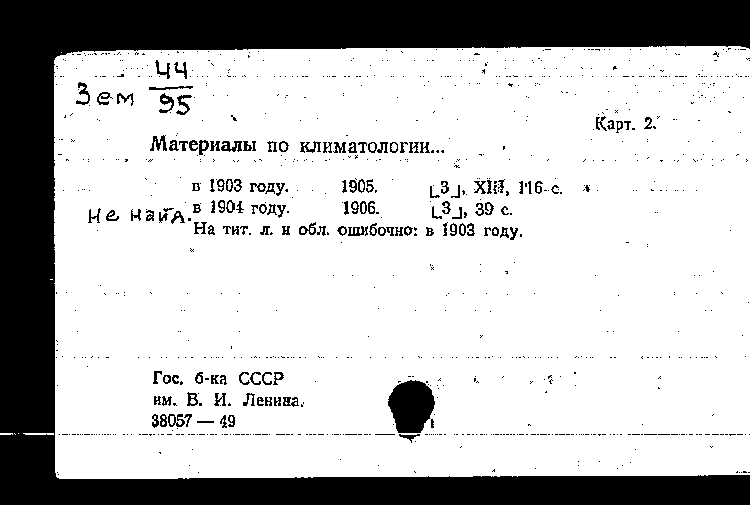 44
Зем 95
Карт. 2.
Материалы по климатологии...
в 1903 году. 1905. [3], XIII, 116 с.
не найд. в 1904 году. 1906. [3], 39 с.
На тит. л. и обл. ошибочно: в 1903 году.
Гос. б-ка СССР
им. В. И. Ленина.
38057 — 49